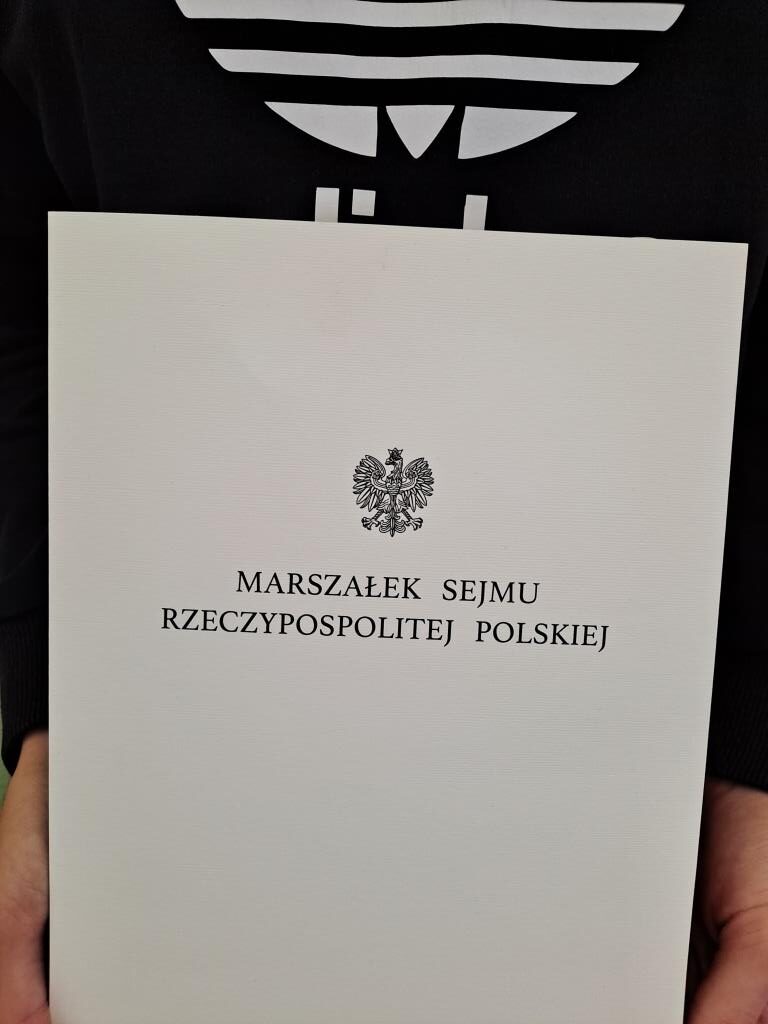 MARSZAŁEK SEJMU
RZECZYPOSPOLITEJ POLSKIEJ